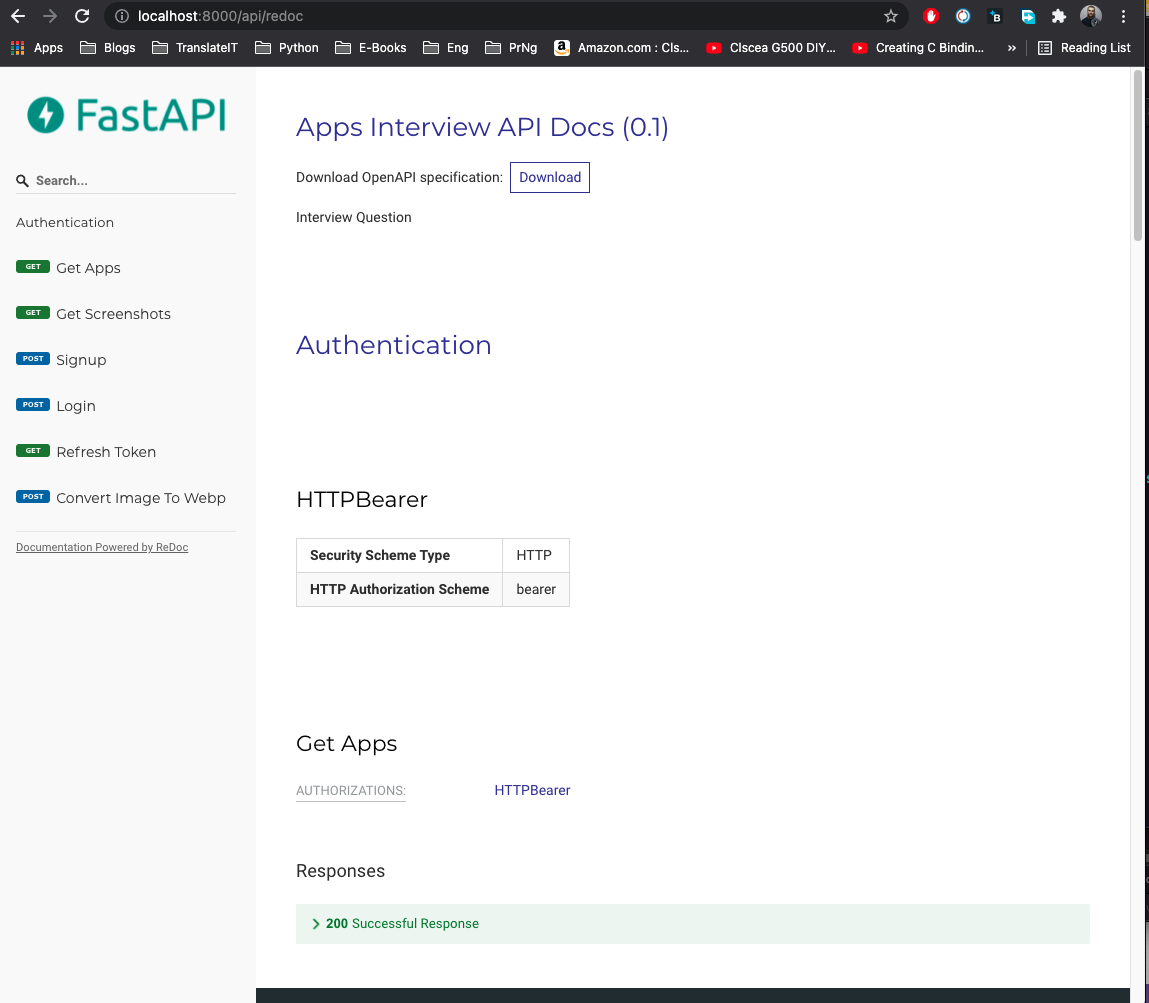 localhost:8000/api/redoc
Apps Blogs TranslateIT Python E-Books Eng PrNg Amazon.com : Cls... Clscea G500 DIY... Creating C Bindin... » Reading List
FastAPI
Search...
Authentication
GET Get Apps
GET Get Screenshots
POST Signup
POST Login
GET Refresh Token
POST Convert Image To Webp
Documentation Powered by ReDoc
Apps Interview API Docs (0.1)
Download OpenAPI specification: Download
Interview Question
Authentication
HTTPBearer
Security Scheme Type HTTP
HTTP Authorization Scheme bearer
Get Apps
AUTHORIZATIONS: HTTPBearer
Responses
200 Successful Response